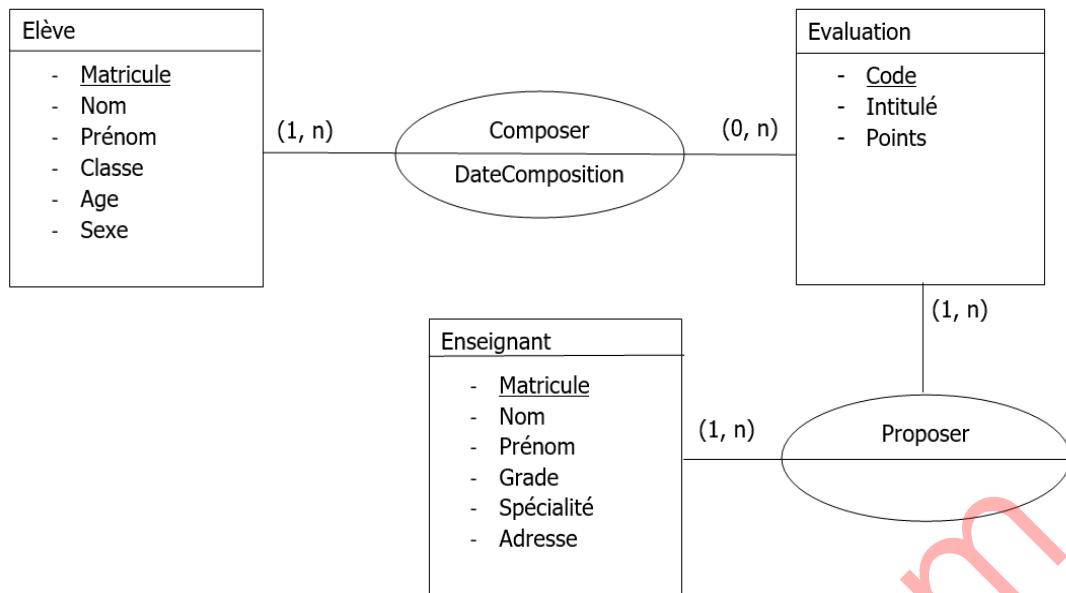 Elève
- Matricule
- Nom
- Prénom
- Classe
- Age
- Sexe
(1, n)
Composer
DateComposition
(0, n)
Evaluation
- Code
- Intitulé
- Points
(1, n)
Enseignant
- Matricule
- Nom
- Prénom
- Grade
- Spécialité
- Adresse
(1, n)
Proposer
m